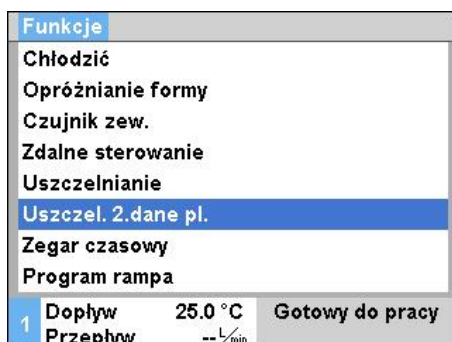 Funkcje
Chłodzić
Opróżnianie formy
Czujnik zew.
Zdalne sterowanie
Uszczelnianie
Uszczel. 2.dane pl.
Zegar czasowy
Program rampa
1 Dopływ 25.0 °C Gotowy do pracy
Przepływ -- L/min